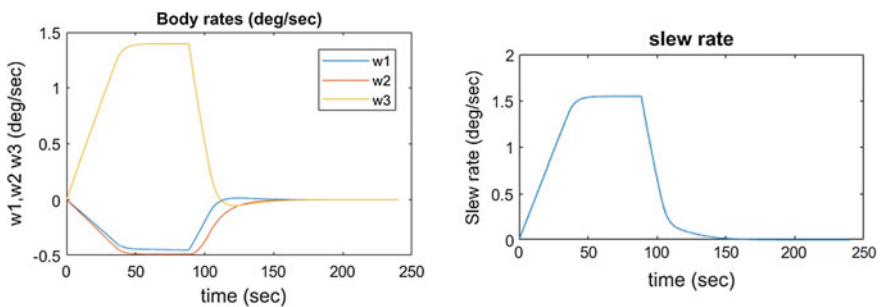 Body rates (deg/sec)
w1,w2 w3 (deg/sec)
1.5
1
0.5
0
-0.5
w1
w2
w3
0 50 100 150 200 250
time (sec)
slew rate
Slew rate (deg/sec)
2
1.5
1
0.5
0
0 50 100 150 200 250
time (sec)